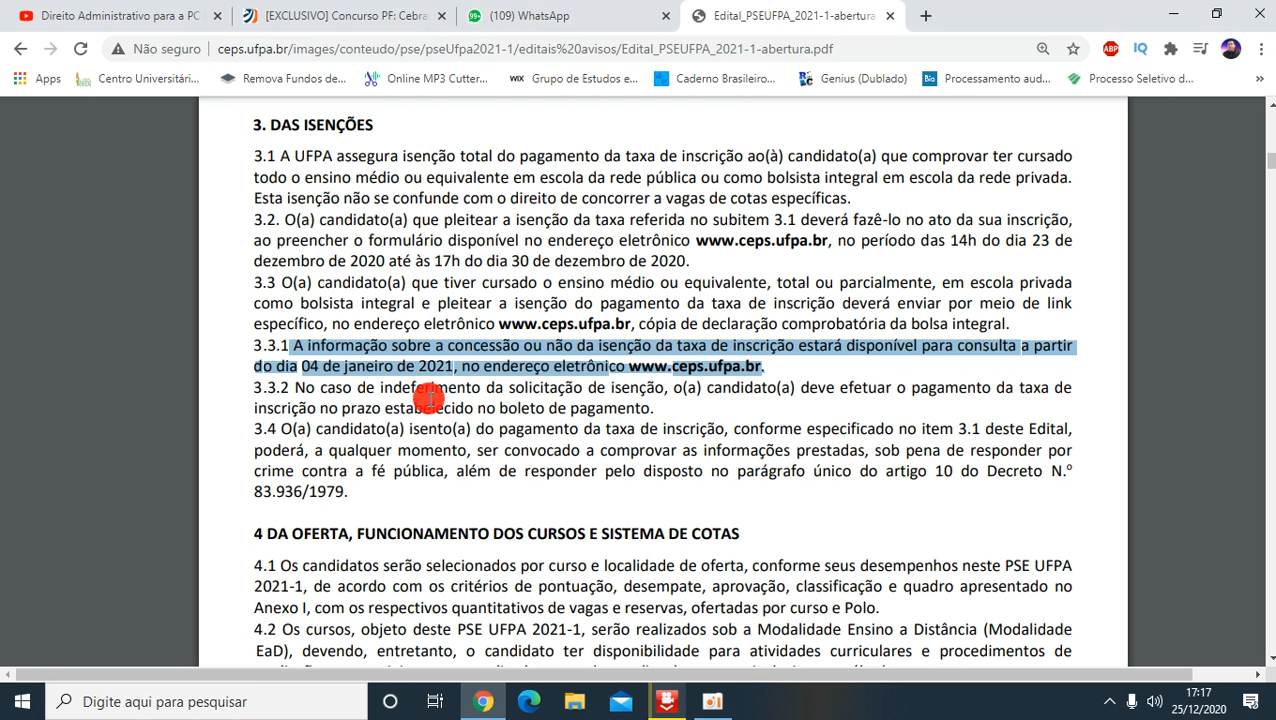 Direito Administrativo para a PC
[EXCLUSIVO] Concurso PF: Cebra
99+
(109) WhatsApp
Edital_PSEUFPA_2021-1-abertura
Não seguro
ceps.ufpa.br/images/conteudo/pse/pseUfpa2021-1/editais%20avisos/Edital_PSEUFPA_2021-1-abertura.pdf
ABP
IQ
Apps
Centro Universitári...
Remova Fundos de...
Online MP3 Cutter...
WIX
Grupo de Estudos e...
Caderno Brasileiro...
Genius (Dublado)
Bio
Processamento aud...
Processo Seletivo d...
»
3. DAS ISENÇÕES
3.1 A UFPA assegura isenção total do pagamento da taxa de inscrição ao(à) candidato(a) que comprovar ter cursado
todo o ensino médio ou equivalente em escola da rede pública ou como bolsista integral em escola da rede privada.
Esta isenção não se confunde com o direito de concorrer a vagas de cotas específicas.
3.2. O(a) candidato(a) que pleitear a isenção da taxa referida no subitem 3.1 deverá fazê-lo no ato da sua inscrição,
ao preencher o formulário disponível no endereço eletrônico www.ceps.ufpa.br, no período das 14h do dia 23 de
dezembro de 2020 até às 17h do dia 30 de dezembro de 2020.
3.3 O(a) candidato(a) que tiver cursado o ensino médio ou equivalente, total ou parcialmente, em escola privada
como bolsista integral e pleitear a isenção do pagamento da taxa de inscrição deverá enviar por meio de link
específico, no endereço eletrônico www.ceps.ufpa.br, cópia de declaração comprobatória da bolsa integral.
3.3.1 A informação sobre a concessão ou não da isenção da taxa de inscrição estará disponível para consulta a partir
do dia 04 de janeiro de 2021, no endereço eletrônico www.ceps.ufpa.br.
3.3.2 No caso de indeferimento da solicitação de isenção, o(a) candidato(a) deve efetuar o pagamento da taxa de
inscrição no prazo estabelecido no boleto de pagamento.
3.4 O(a) candidato(a) isento(a) do pagamento da taxa de inscrição, conforme especificado no item 3.1 deste Edital,
poderá, a qualquer momento, ser convocado a comprovar as informações prestadas, sob pena de responder por
crime contra a fé pública, além de responder pelo disposto no parágrafo único do artigo 10 do Decreto N.º
83.936/1979.
4 DA OFERTA, FUNCIONAMENTO DOS CURSOS E SISTEMA DE COTAS
4.1 Os candidatos serão selecionados por curso e localidade de oferta, conforme seus desempenhos neste PSE UFPA
2021-1, de acordo com os critérios de pontuação, desempate, aprovação, classificação e quadro apresentado no
Anexo I, com os respectivos quantitativos de vagas e reservas, ofertadas por curso e Polo.
4.2 Os cursos, objeto deste PSE UFPA 2021-1, serão realizados sob a Modalidade Ensino a Distância (Modalidade
EaD), devendo, entretanto, o candidato ter disponibilidade para atividades curriculares e procedimentos de
Digite aqui para pesquisar
17:17
25/12/2020